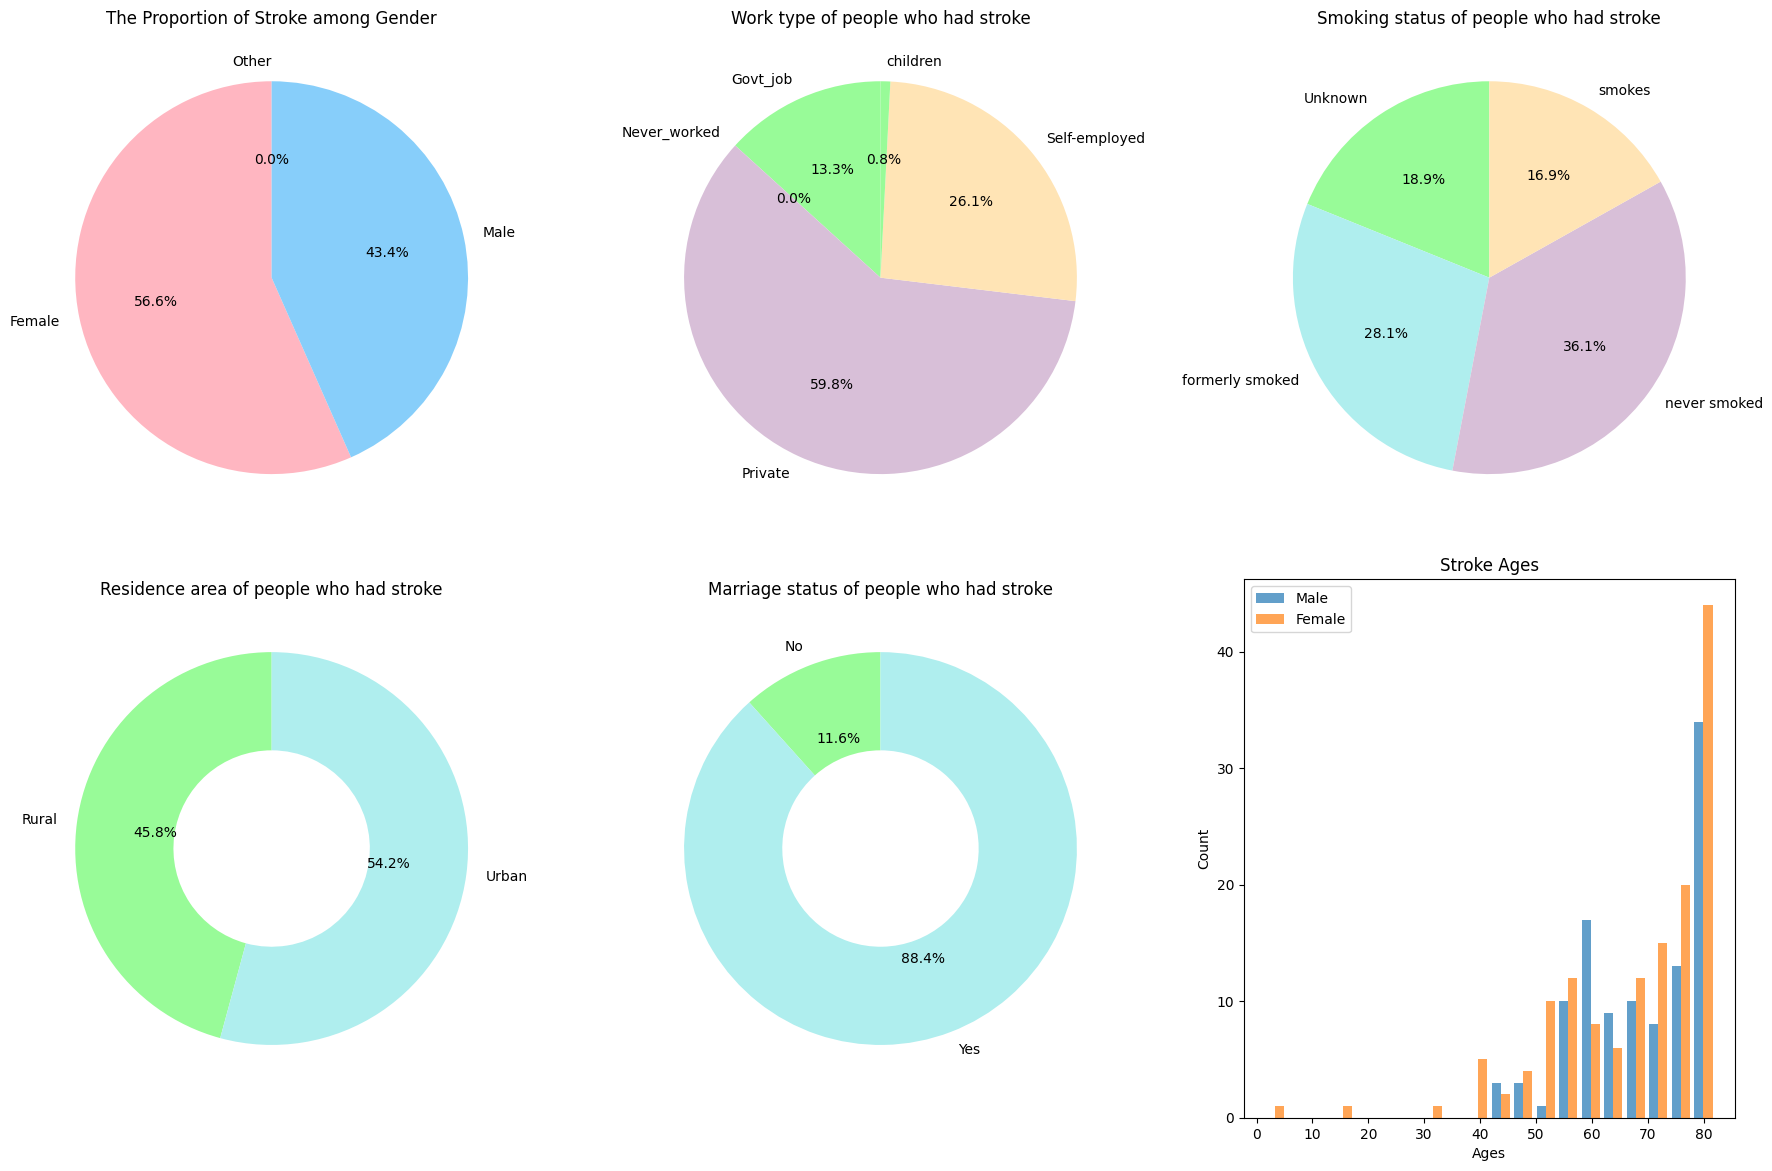 The Proportion of Stroke among Gender
Other
0.0%
Male
43.4%
56.6%
Female
Work type of people who had stroke
children
Govt_job
Never_worked
Self-employed
0.8%
13.3%
0.0%
26.1%
59.8%
Private
Smoking status of people who had stroke
smokes
Unknown
16.9%
18.9%
28.1%
36.1%
formerly smoked
never smoked
Residence area of people who had stroke
Rural
45.8%
54.2%
Urban
Marriage status of people who had stroke
No
11.6%
88.4%
Yes
Stroke Ages
Male
Female
40
30
20
10
0
Count
0 10 20 30 40 50 60 70 80
Ages